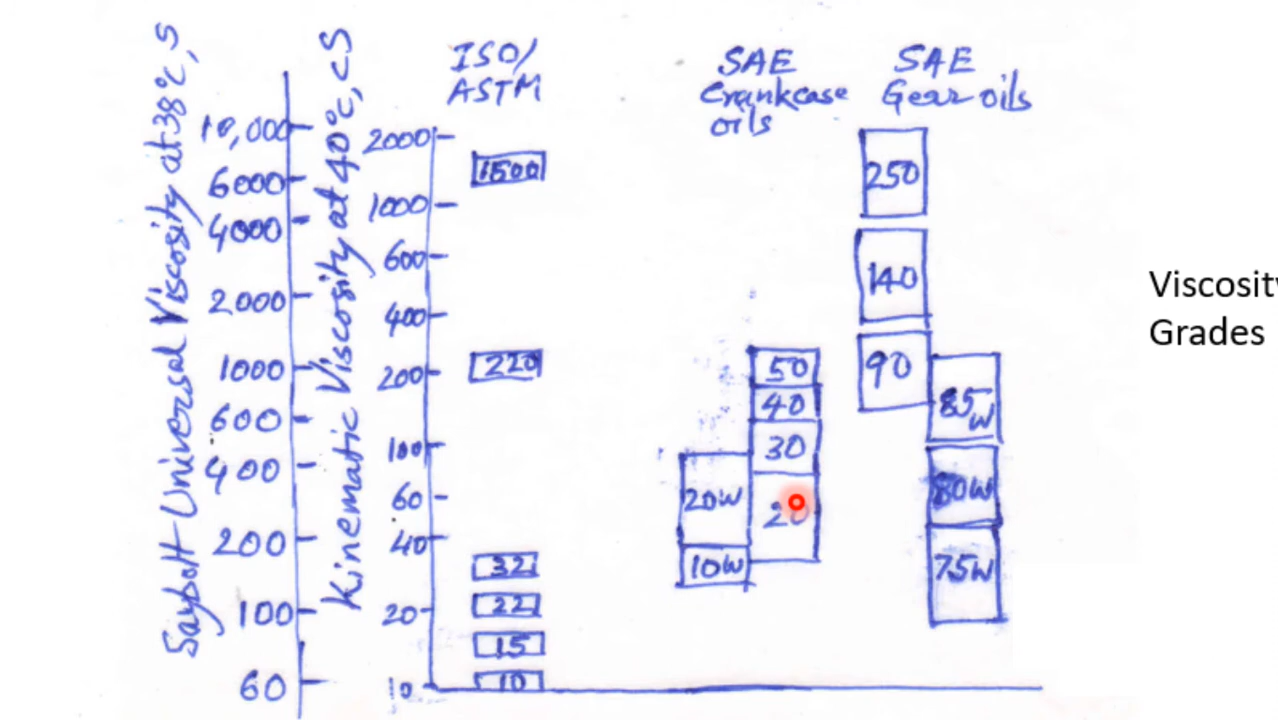 Saybolt Universal Viscosity at 38°C, S
10,000
6000
4000
2000
1000
600
400
200
100
60
Kinematic Viscosity at 40°C, cS
2000
1000
600
400
200
100
60
40
20
10
ISO/
ASTM
1500
220
32
22
15
10
SAE
Crankcase
oils
50
40
30
20
20W
10W
SAE
Gear oils
250
140
90
85W
80W
75W
Viscosity
Grades